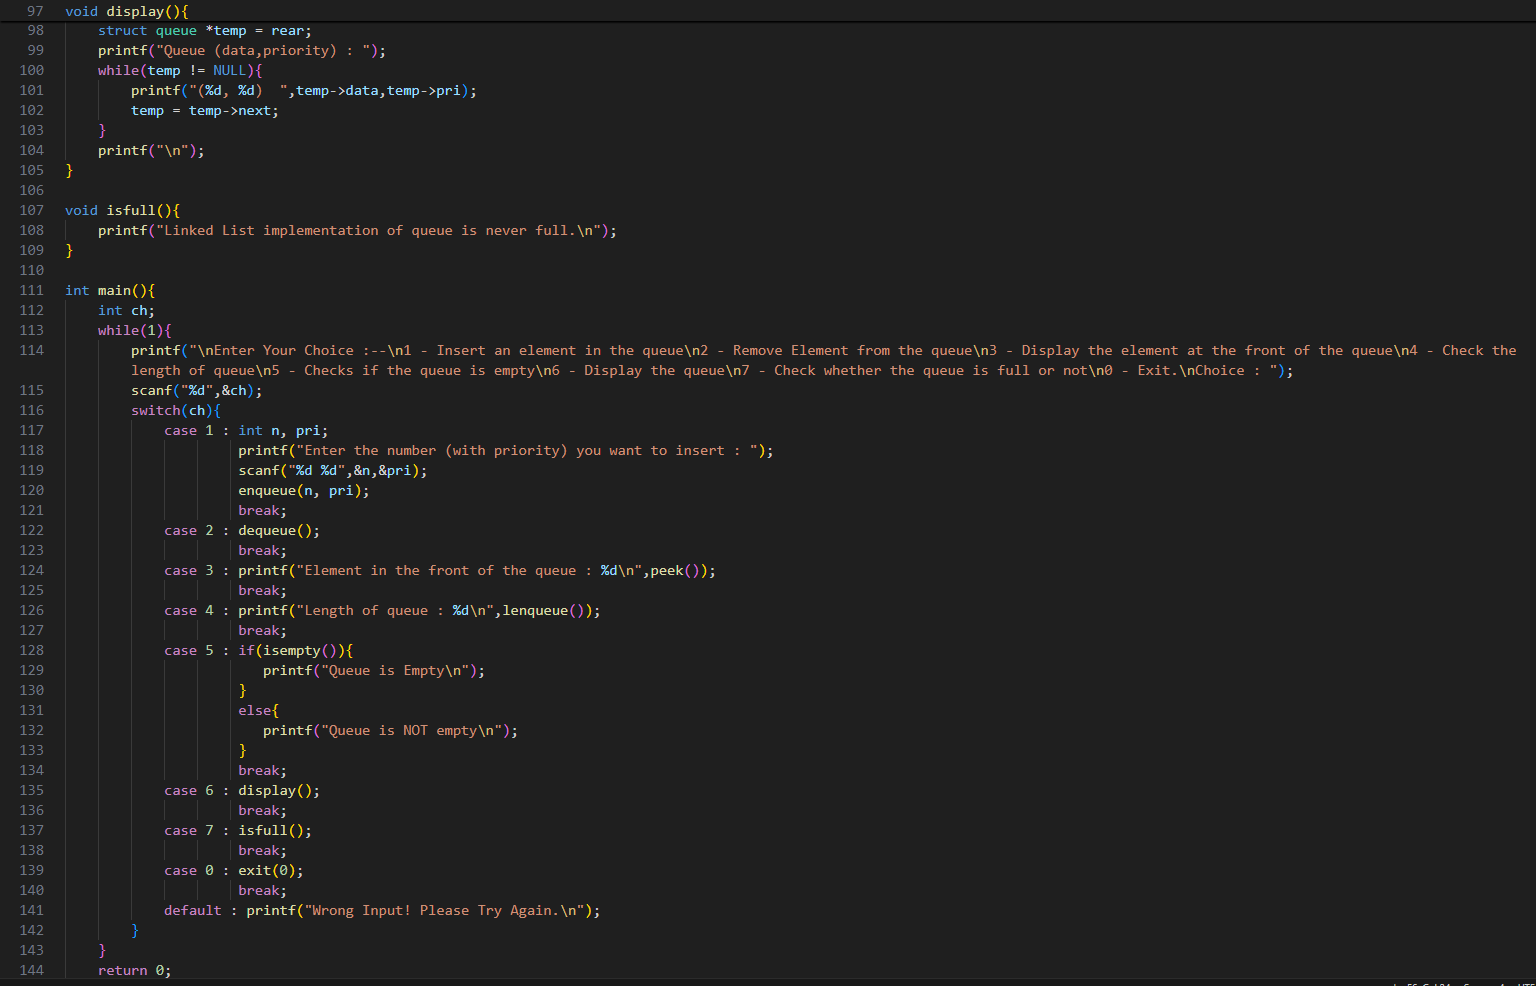 97 void display(){
98 struct queue *temp = rear;
99 printf("Queue (data,priority) : ");
100 while(temp != NULL){
101 printf("(%d, %d)  ",temp->data,temp->pri);
102 temp = temp->next;
103 }
104 printf("\n");
105 }
106
107 void isfull(){
108 printf("Linked List implementation of queue is never full.\n");
109 }
110
111 int main(){
112 int ch;
113 while(1){
114 printf("\nEnter Your Choice :--\n1 - Insert an element in the queue\n2 - Remove Element from the queue\n3 - Display the element at the front of the queue\n4 - Check the
length of queue\n5 - Checks if the queue is empty\n6 - Display the queue\n7 - Check whether the queue is full or not\n0 - Exit.\nChoice : ");
115 scanf("%d",&ch);
116 switch(ch){
117 case 1 : int n, pri;
118 printf("Enter the number (with priority) you want to insert : ");
119 scanf("%d %d",&n,&pri);
120 enqueue(n, pri);
121 break;
122 case 2 : dequeue();
123 break;
124 case 3 : printf("Element in the front of the queue : %d\n",peek());
125 break;
126 case 4 : printf("Length of queue : %d\n",lenqueue());
127 break;
128 case 5 : if(isempty()){
129 printf("Queue is Empty\n");
130 }
131 else{
132 printf("Queue is NOT empty\n");
133 }
134 break;
135 case 6 : display();
136 break;
137 case 7 : isfull();
138 break;
139 case 0 : exit(0);
140 break;
141 default : printf("Wrong Input! Please Try Again.\n");
142 }
143 }
144 return 0;